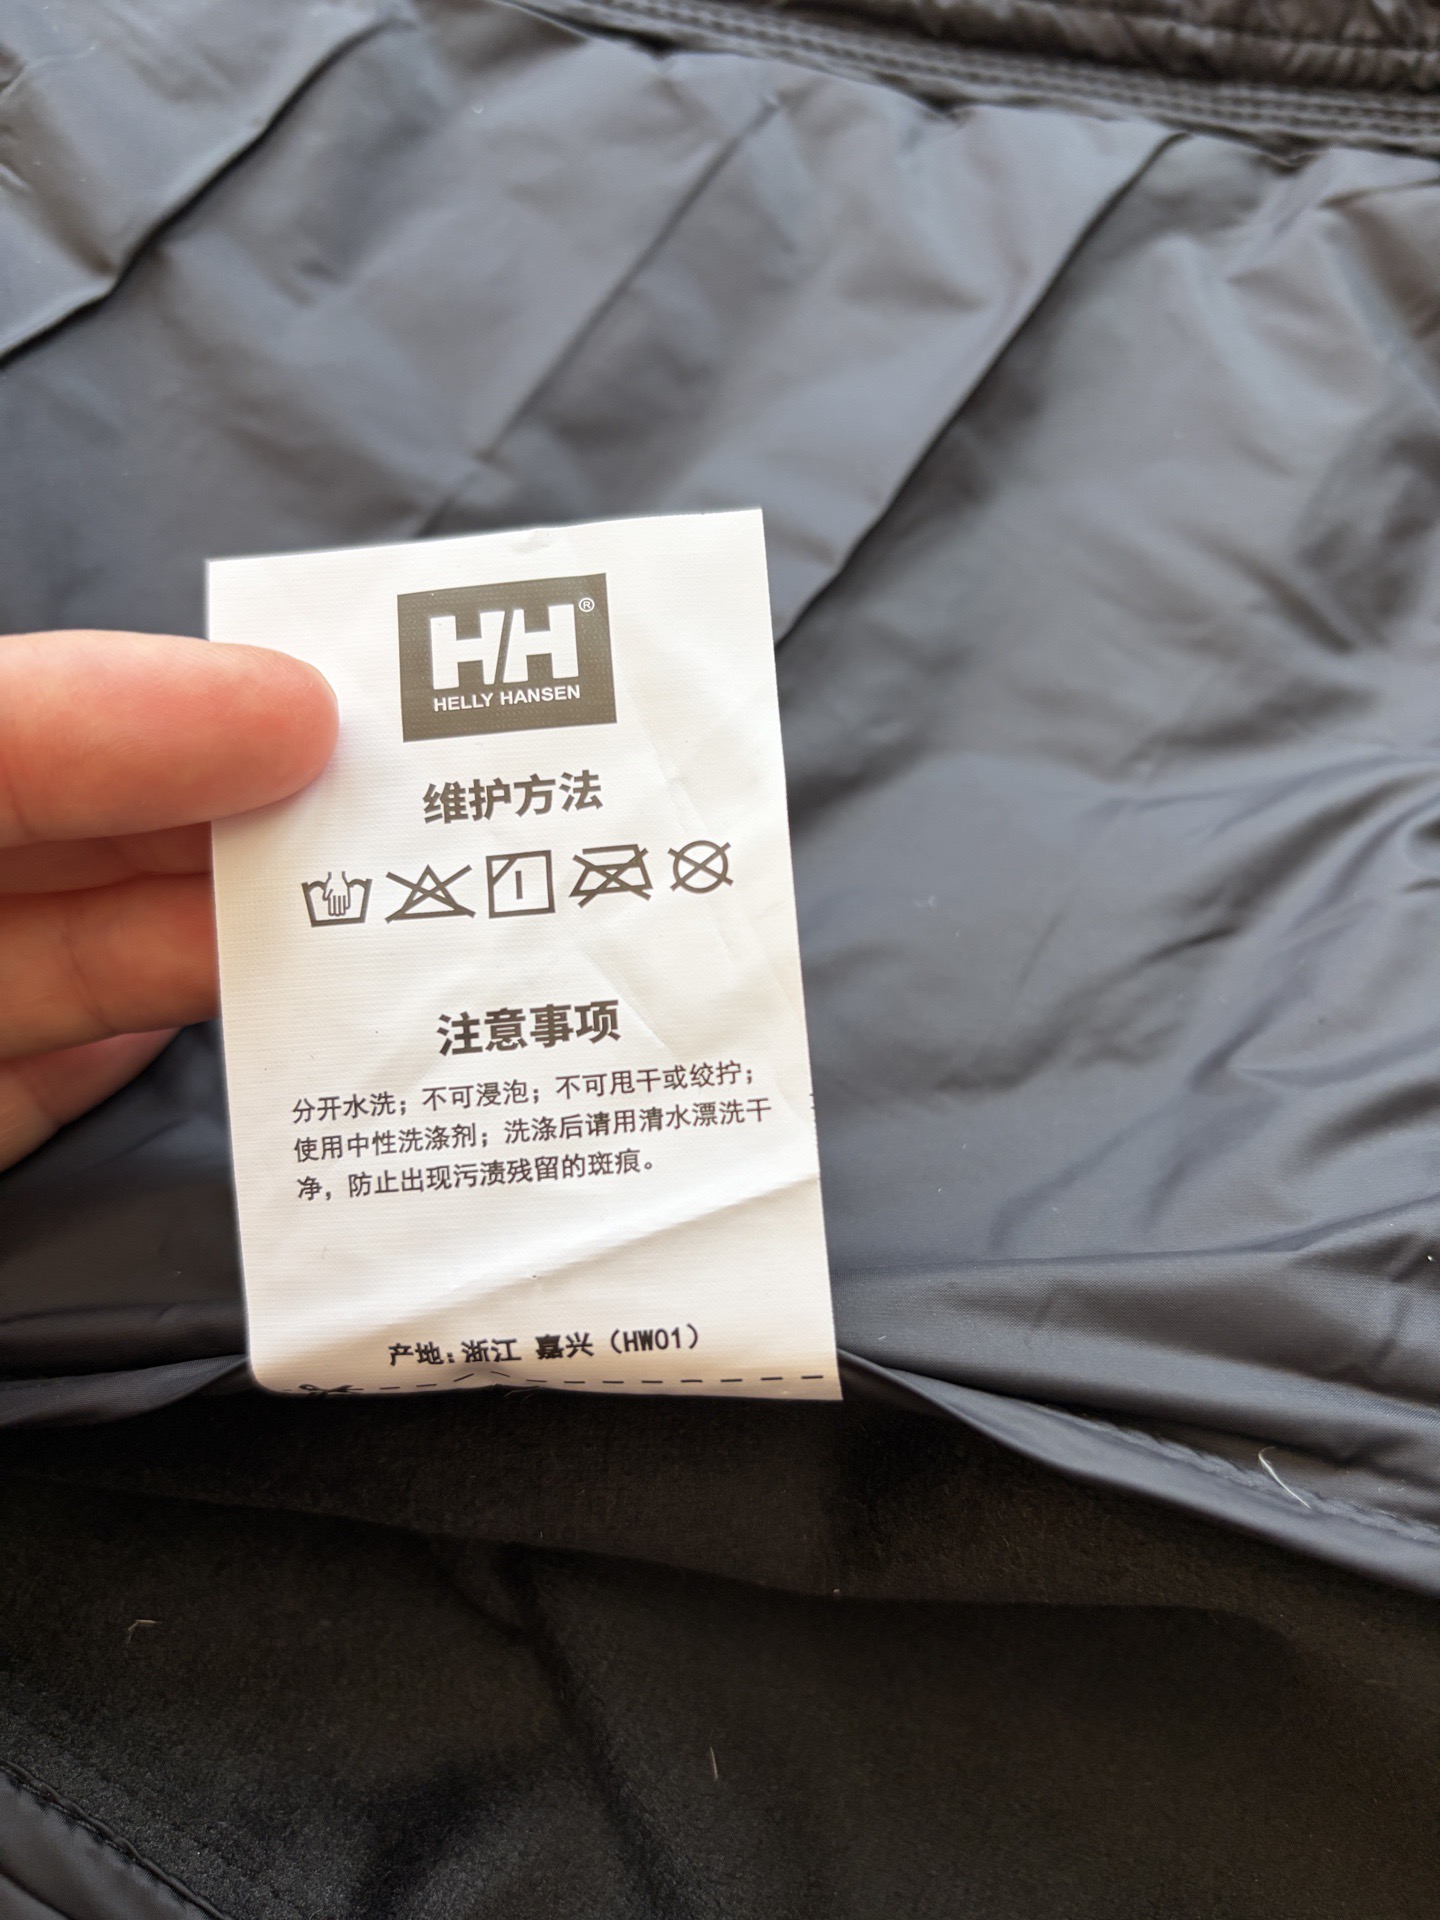 HH®
HELLY HANSEN
维护方法
注意事项
分开水洗；不可浸泡；不可甩干或绞拧；
使用中性洗涤剂；洗涤后请用清水漂洗干
净，防止出现污渍残留的斑痕。
产地：浙江 嘉兴（HW01）